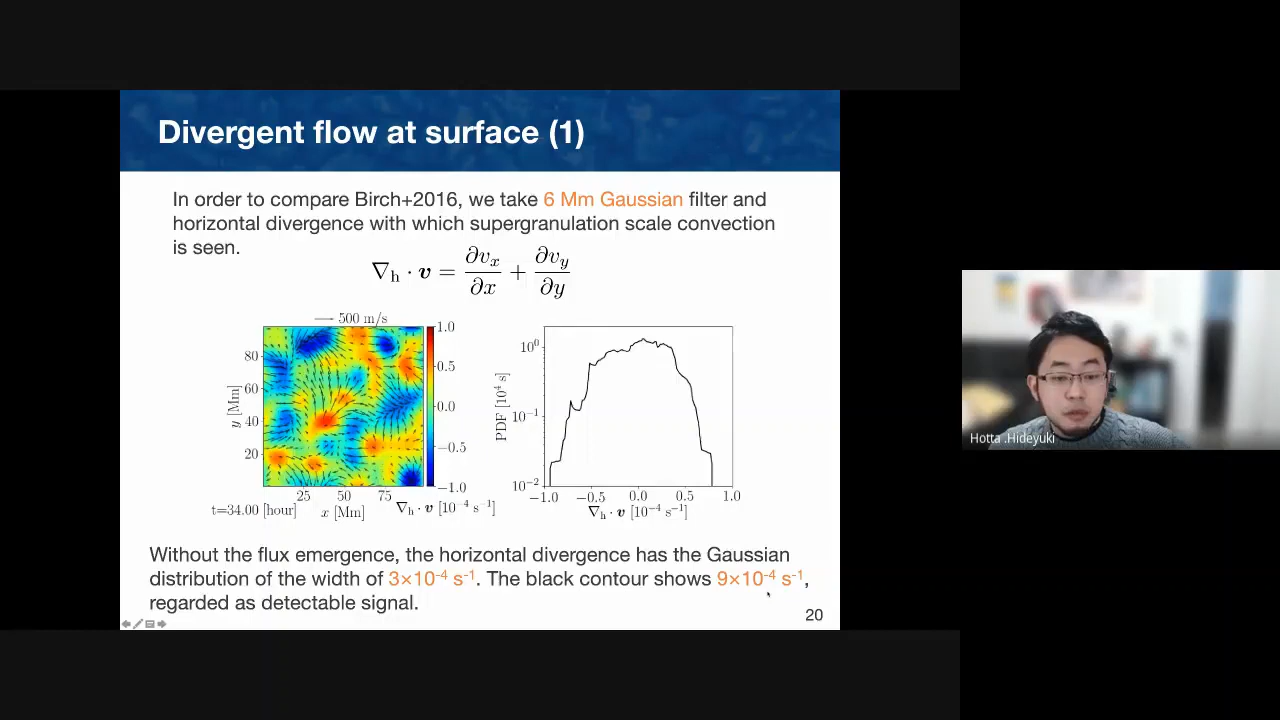 Divergent flow at surface (1)
In order to compare Birch+2016, we take 6 Mm Gaussian filter and
horizontal divergence with which supergranulation scale convection
is seen.
∇h · v = ∂vx/∂x + ∂vy/∂y
500 m/s
80
60
40
20
y [Mm]
25 50 75
x [Mm]
t=34.00 [hour]
1.0
0.5
0.0
−0.5
−1.0
∇h · v [10⁻⁴ s⁻¹]
PDF [10⁴ s]
10⁰
10⁻¹
10⁻²
−1.0 −0.5 0.0 0.5 1.0
∇h · v [10⁻⁴ s⁻¹]
Without the flux emergence, the horizontal divergence has the Gaussian
distribution of the width of 3×10⁻⁴ s⁻¹. The black contour shows 9×10⁻⁴ s⁻¹,
regarded as detectable signal.
20
Hotta .Hideyuki